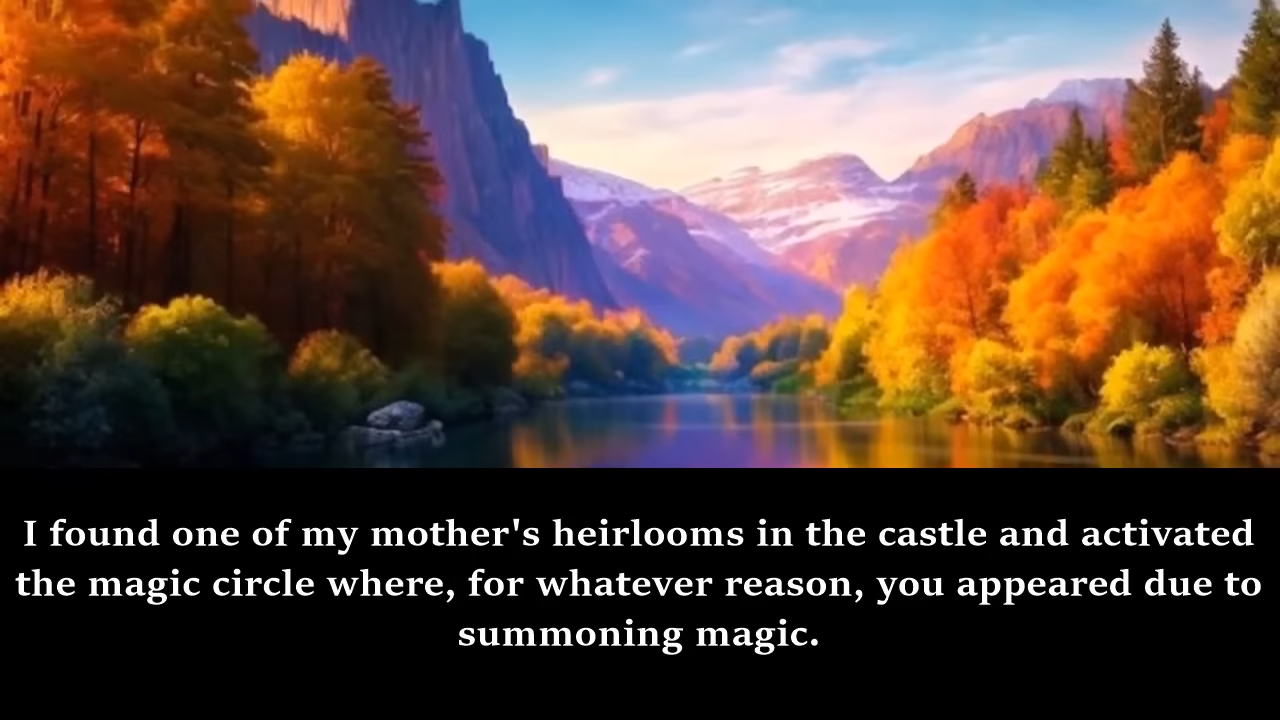 I found one of my mother's heirlooms in the castle and activated
the magic circle where, for whatever reason, you appeared due to
summoning magic.